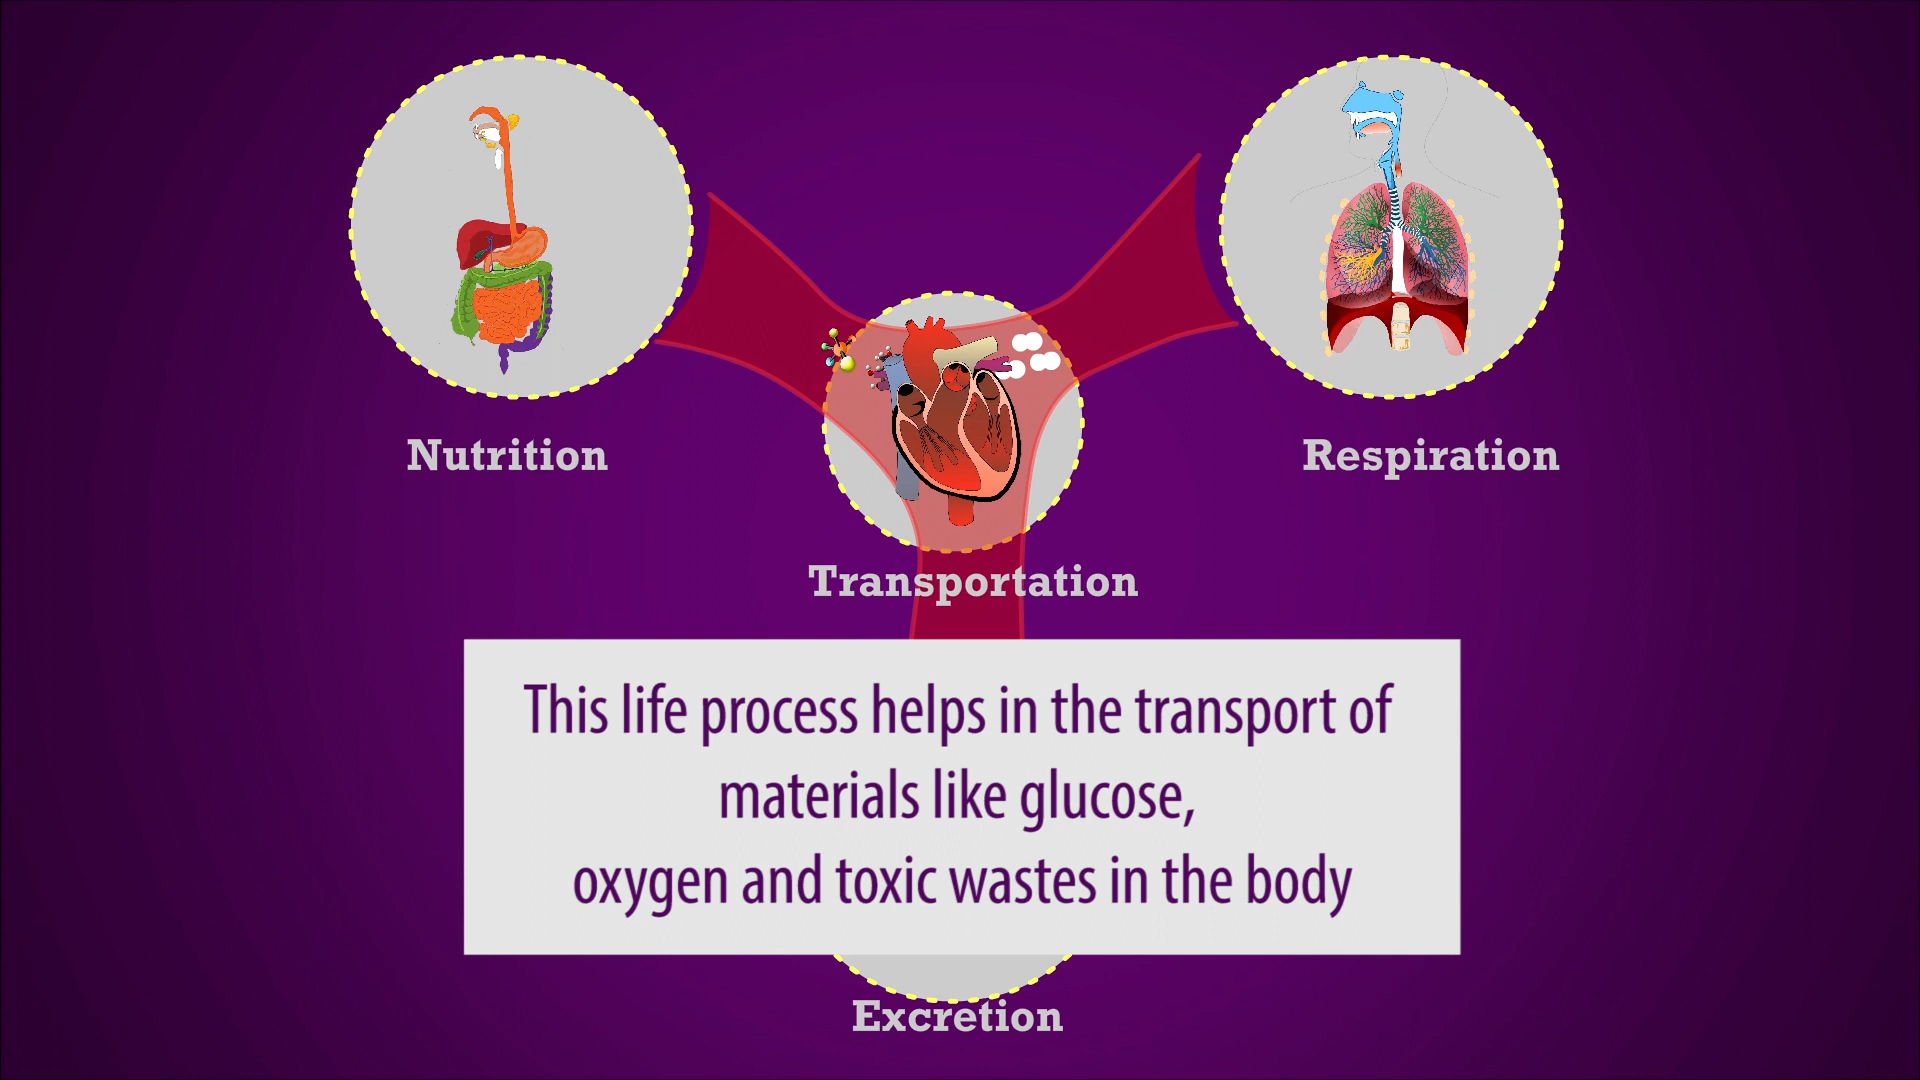 Nutrition
Respiration
Transportation
This life process helps in the transport of
materials like glucose,
oxygen and toxic wastes in the body
Excretion